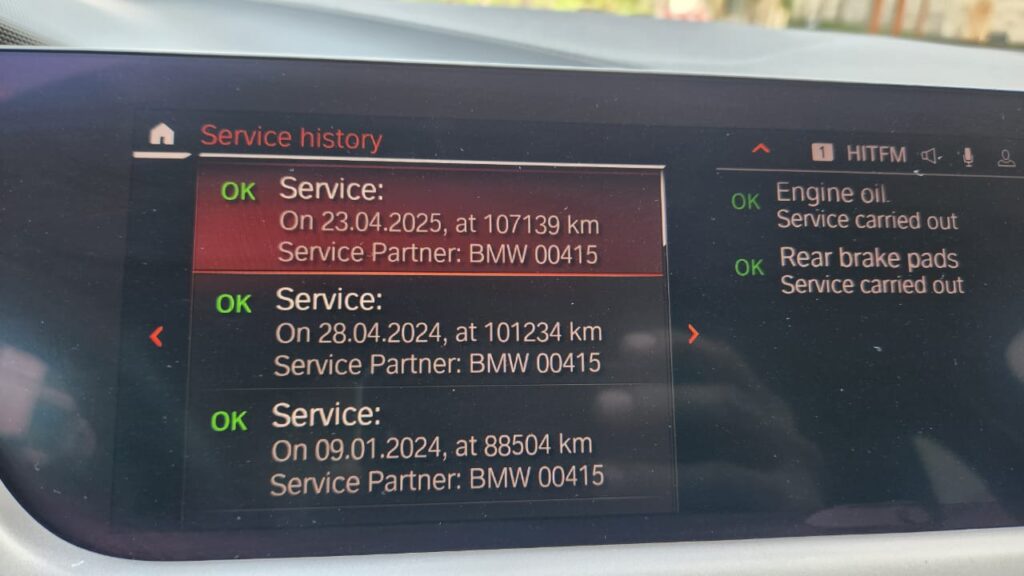 Service history
OK Service:
On 23.04.2025, at 107139 km
Service Partner: BMW 00415
OK Service:
On 28.04.2024, at 101234 km
Service Partner: BMW 00415
OK Service:
On 09.01.2024, at 88504 km
Service Partner: BMW 00415
1 HITFM
OK Engine oil
Service carried out
OK Rear brake pads
Service carried out